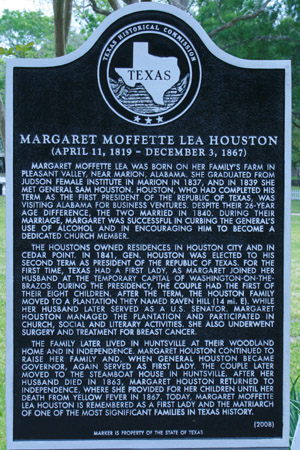 TEXAS HISTORICAL COMMISSION
TEXAS
MARGARET MOFFETTE LEA HOUSTON
(APRIL 11, 1819 – DECEMBER 3, 1867)
MARGARET MOFFETTE LEA WAS BORN ON HER FAMILY'S FARM IN
PLEASANT VALLEY, NEAR MARION, ALABAMA. SHE GRADUATED FROM
JUDSON FEMALE INSTITUTE IN MARION IN 1837, AND IN 1839 SHE
MET GENERAL SAM HOUSTON. HOUSTON, WHO HAD COMPLETED HIS
TERM AS THE FIRST PRESIDENT OF THE REPUBLIC OF TEXAS, WAS
VISITING ALABAMA FOR BUSINESS VENTURES. DESPITE THEIR 26-YEAR
AGE DIFFERENCE, THE TWO MARRIED IN 1840. DURING THEIR
MARRIAGE, MARGARET WAS SUCCESSFUL IN CURBING THE GENERAL'S
USE OF ALCOHOL AND IN ENCOURAGING HIM TO BECOME A
DEDICATED CHURCH MEMBER.
THE HOUSTONS OWNED RESIDENCES IN HOUSTON CITY AND IN
CEDAR POINT. IN 1841, GEN. HOUSTON WAS ELECTED TO HIS
SECOND TERM AS PRESIDENT OF THE REPUBLIC OF TEXAS. FOR THE
FIRST TIME, TEXAS HAD A FIRST LADY, AS MARGARET JOINED HER
HUSBAND AT THE TEMPORARY CAPITAL OF WASHINGTON-ON-THE-
BRAZOS. DURING THE PRESIDENCY, THE COUPLE HAD THE FIRST OF
THEIR EIGHT CHILDREN. AFTER THE TERM, THE HOUSTON FAMILY
MOVED TO A PLANTATION THEY NAMED RAVEN HILL (14 mi. E). WHILE
HER HUSBAND LATER SERVED AS A U.S. SENATOR, MARGARET
HOUSTON MANAGED THE PLANTATION AND PARTICIPATED IN
CHURCH, SOCIAL AND LITERARY ACTIVITIES. SHE ALSO UNDERWENT
SURGERY AND TREATMENT FOR BREAST CANCER.
THE FAMILY LATER LIVED IN HUNTSVILLE AT THEIR WOODLAND
HOME AND IN INDEPENDENCE. MARGARET HOUSTON CONTINUED TO
RAISE HER FAMILY AND, WHEN GENERAL HOUSTON BECAME
GOVERNOR, AGAIN SERVED AS FIRST LADY. THE COUPLE LATER
MOVED TO THE STEAMBOAT HOUSE IN HUNTSVILLE. AFTER HER
HUSBAND DIED IN 1863, MARGARET HOUSTON RETURNED TO
INDEPENDENCE, WHERE SHE PROVIDED FOR HER CHILDREN UNTIL HER
DEATH FROM YELLOW FEVER IN 1867. TODAY, MARGARET MOFFETTE
LEA HOUSTON IS REMEMBERED AS A FIRST LADY AND THE MATRIARCH
OF ONE OF THE MOST SIGNIFICANT FAMILIES IN TEXAS HISTORY.
(2008)
MARKER IS PROPERTY OF THE STATE OF TEXAS